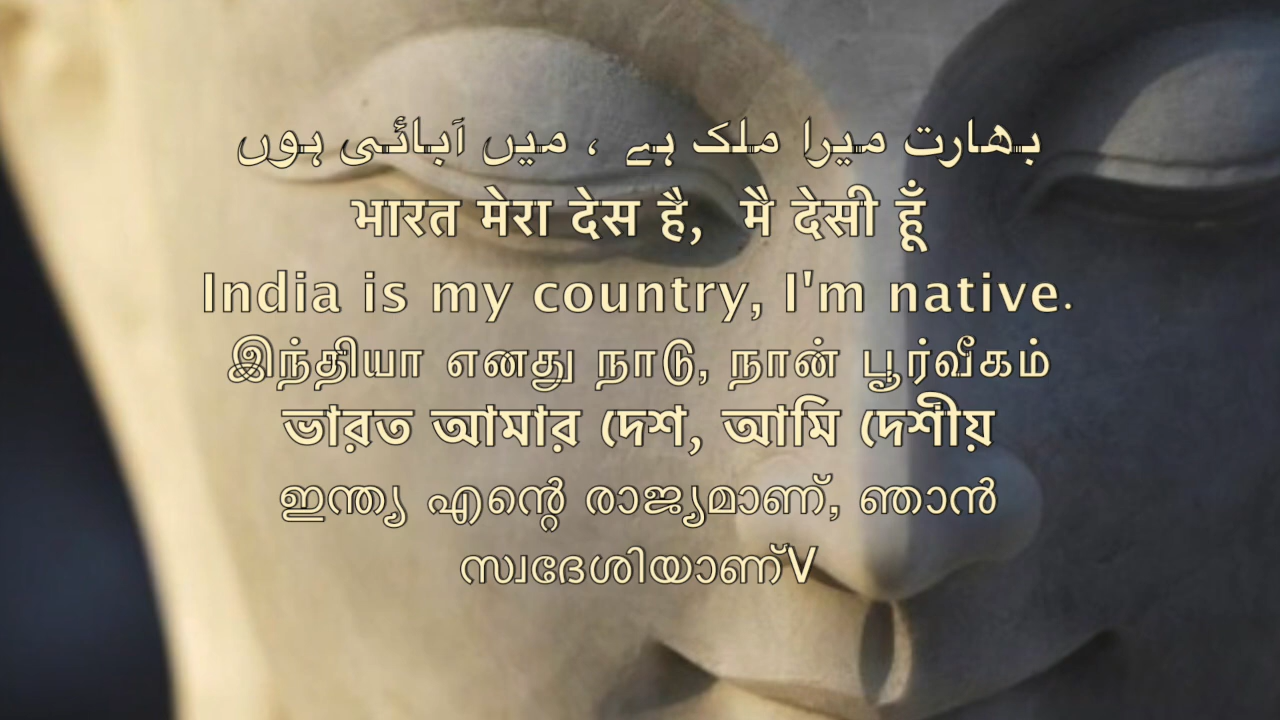 بھارت میرا ملک ہے ، میں آبائی ہوں
भारत मेरा देस है, मै देसी हूँ
India is my country, I'm native.
இந்தியா எனது நாடு, நான் பூர்வீகம்
ভারত আমার দেশ, আমি দেশীয়
ഇന്ത്യ എന്റെ രാജ്യമാണ്, ഞാൻ
സ്വദേശിയാണ്V